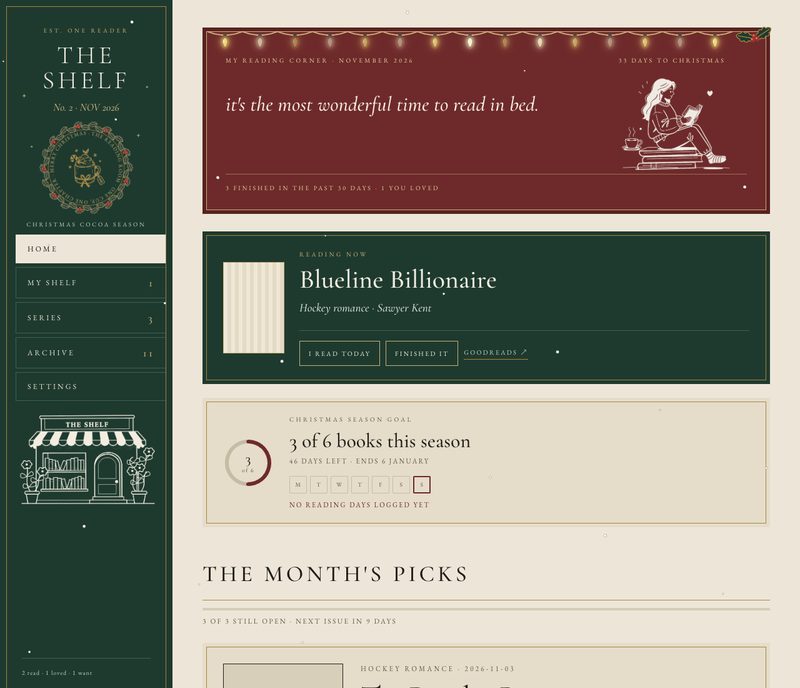 EST. ONE READER
THE
SHELF
No. 2 · NOV 2026
CHRISTMAS COCOA SEASON
HOME
MY SHELF 1
SERIES 3
ARCHIVE 11
SETTINGS
THE SHELF
2 read · 1 loved · 1 want
MY READING CORNER · NOVEMBER 2026
33 DAYS TO CHRISTMAS
it's the most wonderful time to read in bed.
3 FINISHED IN THE PAST 30 DAYS · 1 YOU LOVED
READING NOW
Blueline Billionaire
Hockey romance · Sawyer Kent
I READ TODAY
FINISHED IT
GOODREADS ↗
CHRISTMAS SEASON GOAL
3 of 6 books this season
3
of 6
46 DAYS LEFT · ENDS 6 JANUARY
M T W T F S S
NO READING DAYS LOGGED YET
THE MONTH'S PICKS
3 OF 3 STILL OPEN · NEXT ISSUE IN 9 DAYS
HOCKEY ROMANCE · 2026-11-03